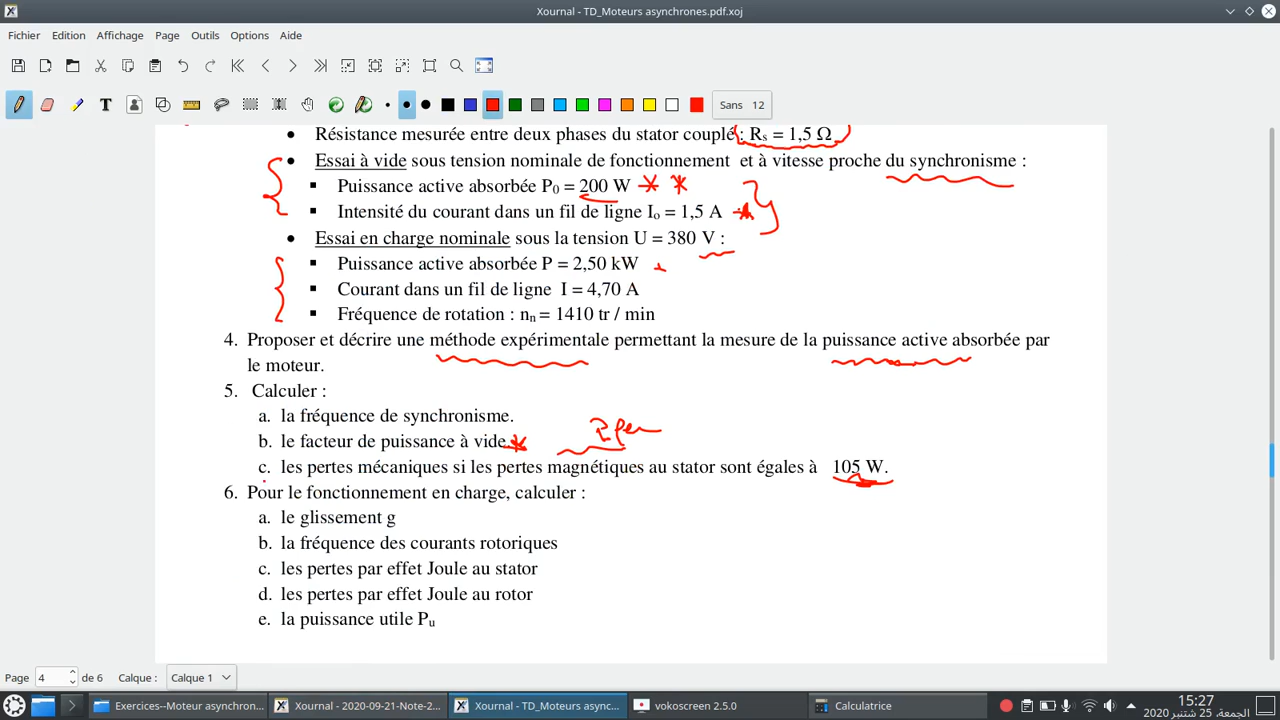 Xournal - TD_Moteurs asynchrones.pdf.xoj
Fichier Edition Affichage Page Outils Options Aide
Sans 12
• Résistance mesurée entre deux phases du stator couplé : Rs = 1,5 Ω
• Essai à vide sous tension nominale de fonctionnement et à vitesse proche du synchronisme :
▪ Puissance active absorbée P0 = 200 W
▪ Intensité du courant dans un fil de ligne Io = 1,5 A
• Essai en charge nominale sous la tension U = 380 V :
▪ Puissance active absorbée P = 2,50 kW
▪ Courant dans un fil de ligne I = 4,70 A
▪ Fréquence de rotation : nn = 1410 tr / min
4. Proposer et décrire une méthode expérimentale permettant la mesure de la puissance active absorbée par
le moteur.
5. Calculer :
a. la fréquence de synchronisme.
b. le facteur de puissance à vide.
c. les pertes mécaniques si les pertes magnétiques au stator sont égales à 105 W.
6. Pour le fonctionnement en charge, calculer :
a. le glissement g
b. la fréquence des courants rotoriques
c. les pertes par effet Joule au stator
d. les pertes par effet Joule au rotor
e. la puissance utile Pu
Page 4 de 6 Calque : Calque 1
Exercices--Moteur asynchron... Xournal - 2020-09-21-Note-2... Xournal - TD_Moteurs async... vokoscreen 2.5.0 Calculatrice
15:27
الجمعة، 25 شتنبر 2020